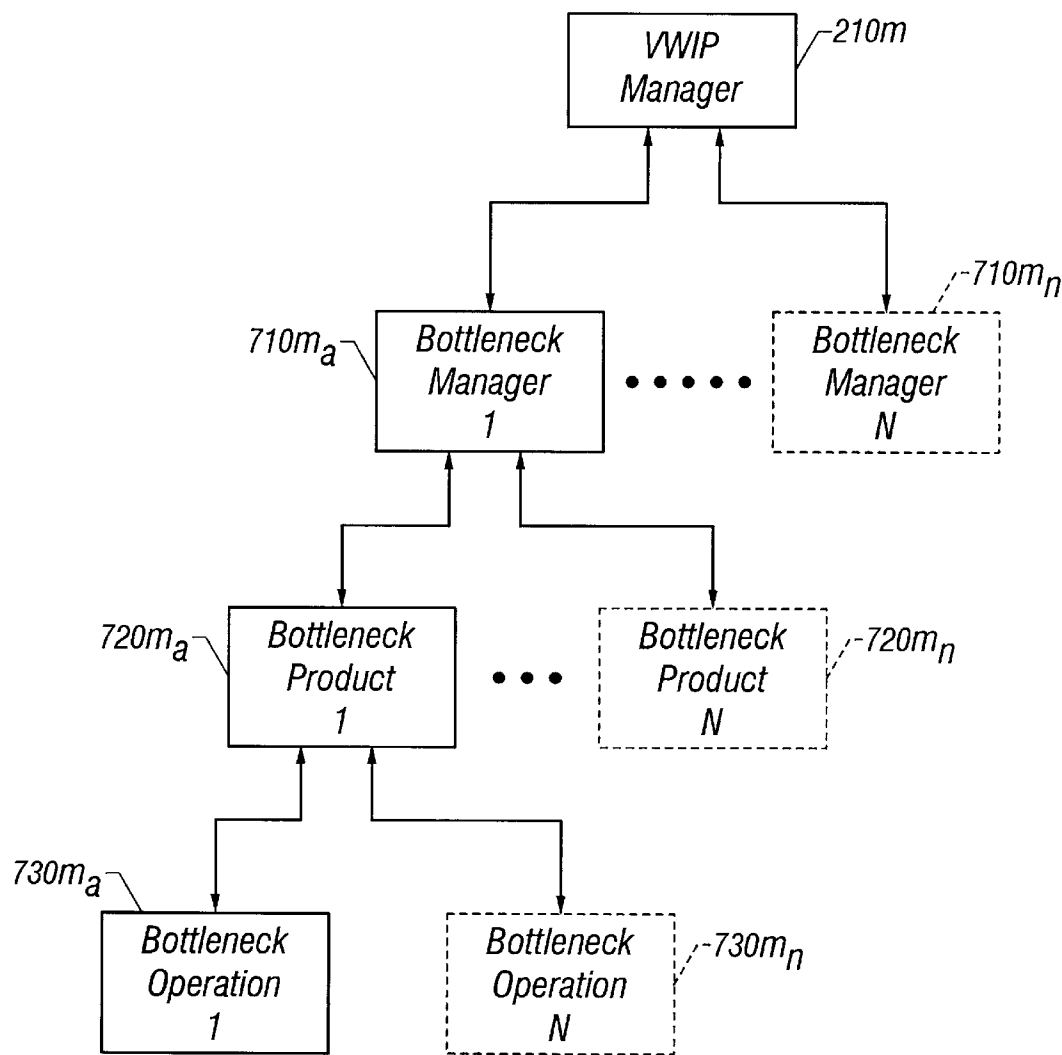 VWIP
Manager
210m
710mₐ
Bottleneck
Manager
1
710mₙ
Bottleneck
Manager
N
720mₐ
Bottleneck
Product
1
720mₙ
Bottleneck
Product
N
730mₐ
Bottleneck
Operation
1
730mₙ
Bottleneck
Operation
N